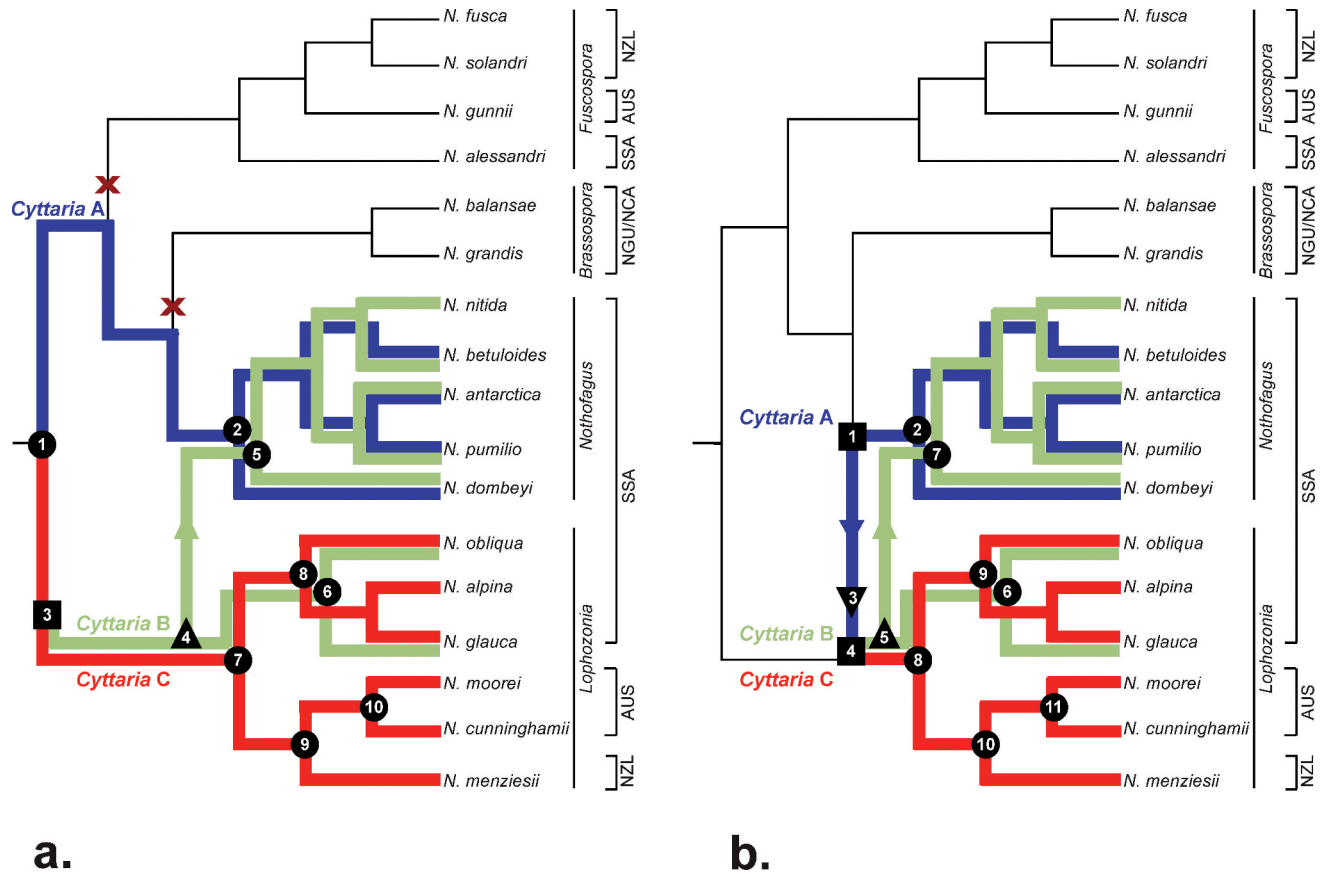 N. fusca
N. solandri
N. gunnii
N. alessandri
N. balansae
N. grandis
N. nitida
N. betuloides
N. antarctica
N. pumilio
N. dombeyi
N. obliqua
N. alpina
N. glauca
N. moorei
N. cunninghamii
N. menziesii
Fuscospora
Brassospora
Nothofagus
Lophozonia
NZL
AUS
SSA
NGU/NCA
SSA
AUS
NZL
Cyttaria A
Cyttaria B
Cyttaria C
1
2
3
4
5
6
7
8
9
10
a.
N. fusca
N. solandri
N. gunnii
N. alessandri
N. balansae
N. grandis
N. nitida
N. betuloides
N. antarctica
N. pumilio
N. dombeyi
N. obliqua
N. alpina
N. glauca
N. moorei
N. cunninghamii
N. menziesii
Fuscospora
Brassospora
Nothofagus
Lophozonia
NZL
AUS
SSA
NGU/NCA
SSA
AUS
NZL
Cyttaria A
Cyttaria B
Cyttaria C
1
2
3
4
5
6
7
8
9
10
11
b.